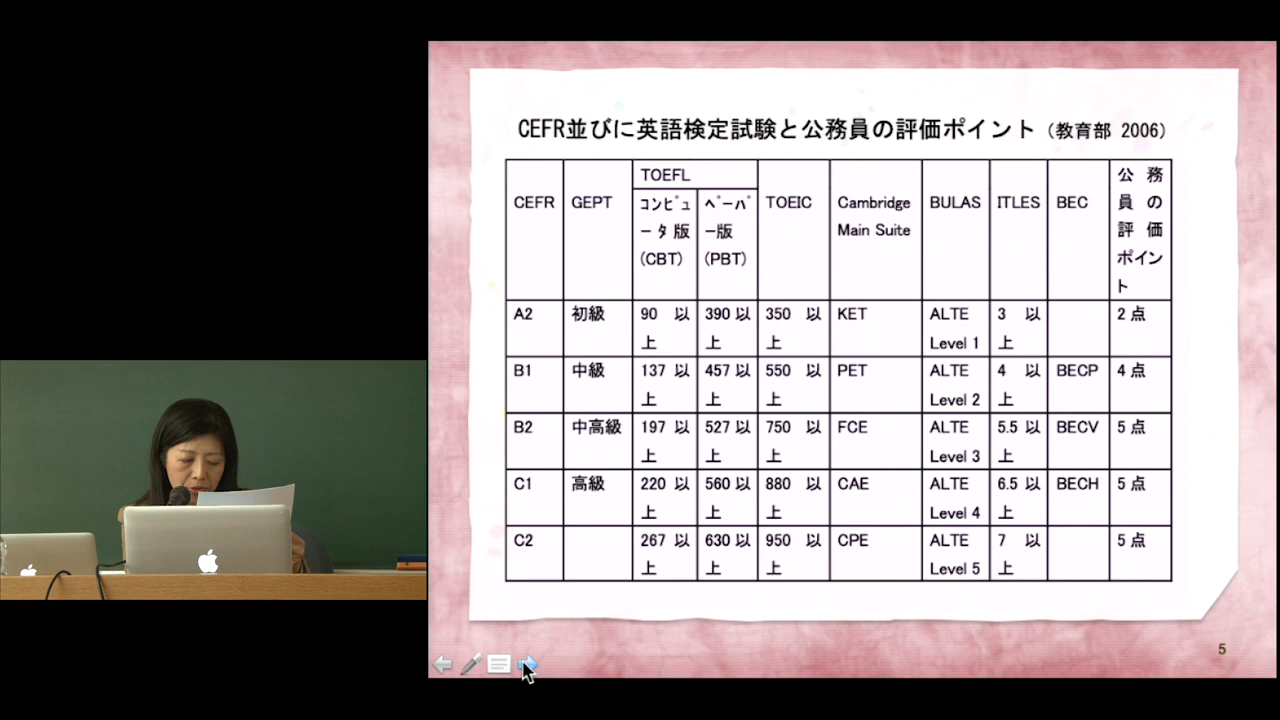 CEFR並びに英語検定試験と公務員の評価ポイント（教育部 2006）
CEFR GEPT TOEFL TOEIC Cambridge Main Suite BULAS ITLES BEC 公務員の評価ポイント
ｺﾝﾋﾟｭータ版(CBT) ﾍﾟーﾊﾟー版(PBT)
A2 初級 90 以上 390 以上 350 以上 KET ALTE Level 1 3 以上 2 点
B1 中級 137 以上 457 以上 550 以上 PET ALTE Level 2 4 以上 BECP 4 点
B2 中高級 197 以上 527 以上 750 以上 FCE ALTE Level 3 5.5 以上 BECV 5 点
C1 高級 220 以上 560 以上 880 以上 CAE ALTE Level 4 6.5 以上 BECH 5 点
C2 267 以上 630 以上 950 以上 CPE ALTE Level 5 7 以上 5 点
5